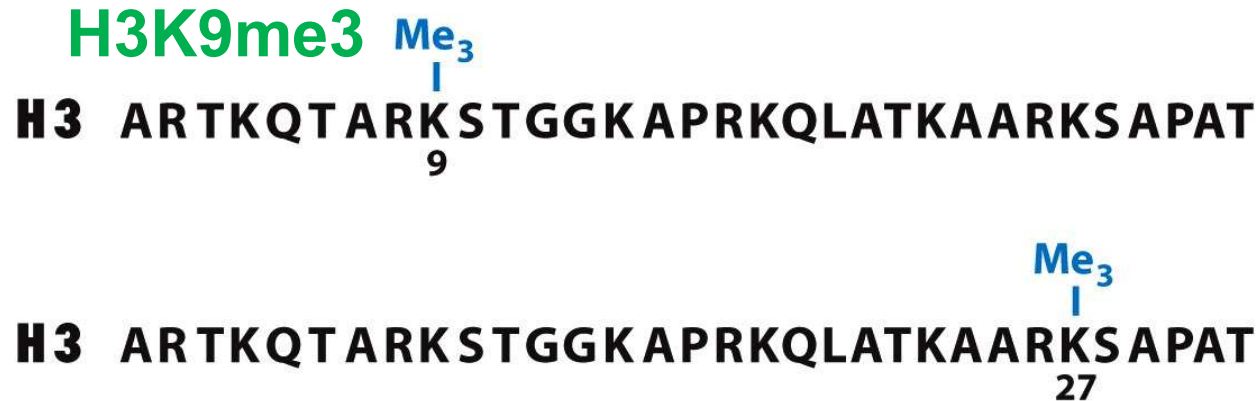 H3K9me3 Me3
H3 ARTKQTARKSTGGKAPRKQLATKAARKSAPAT
9
Me3
H3 ARTKQTARKSTGGKAPRKQLATKAARKSAPAT
27